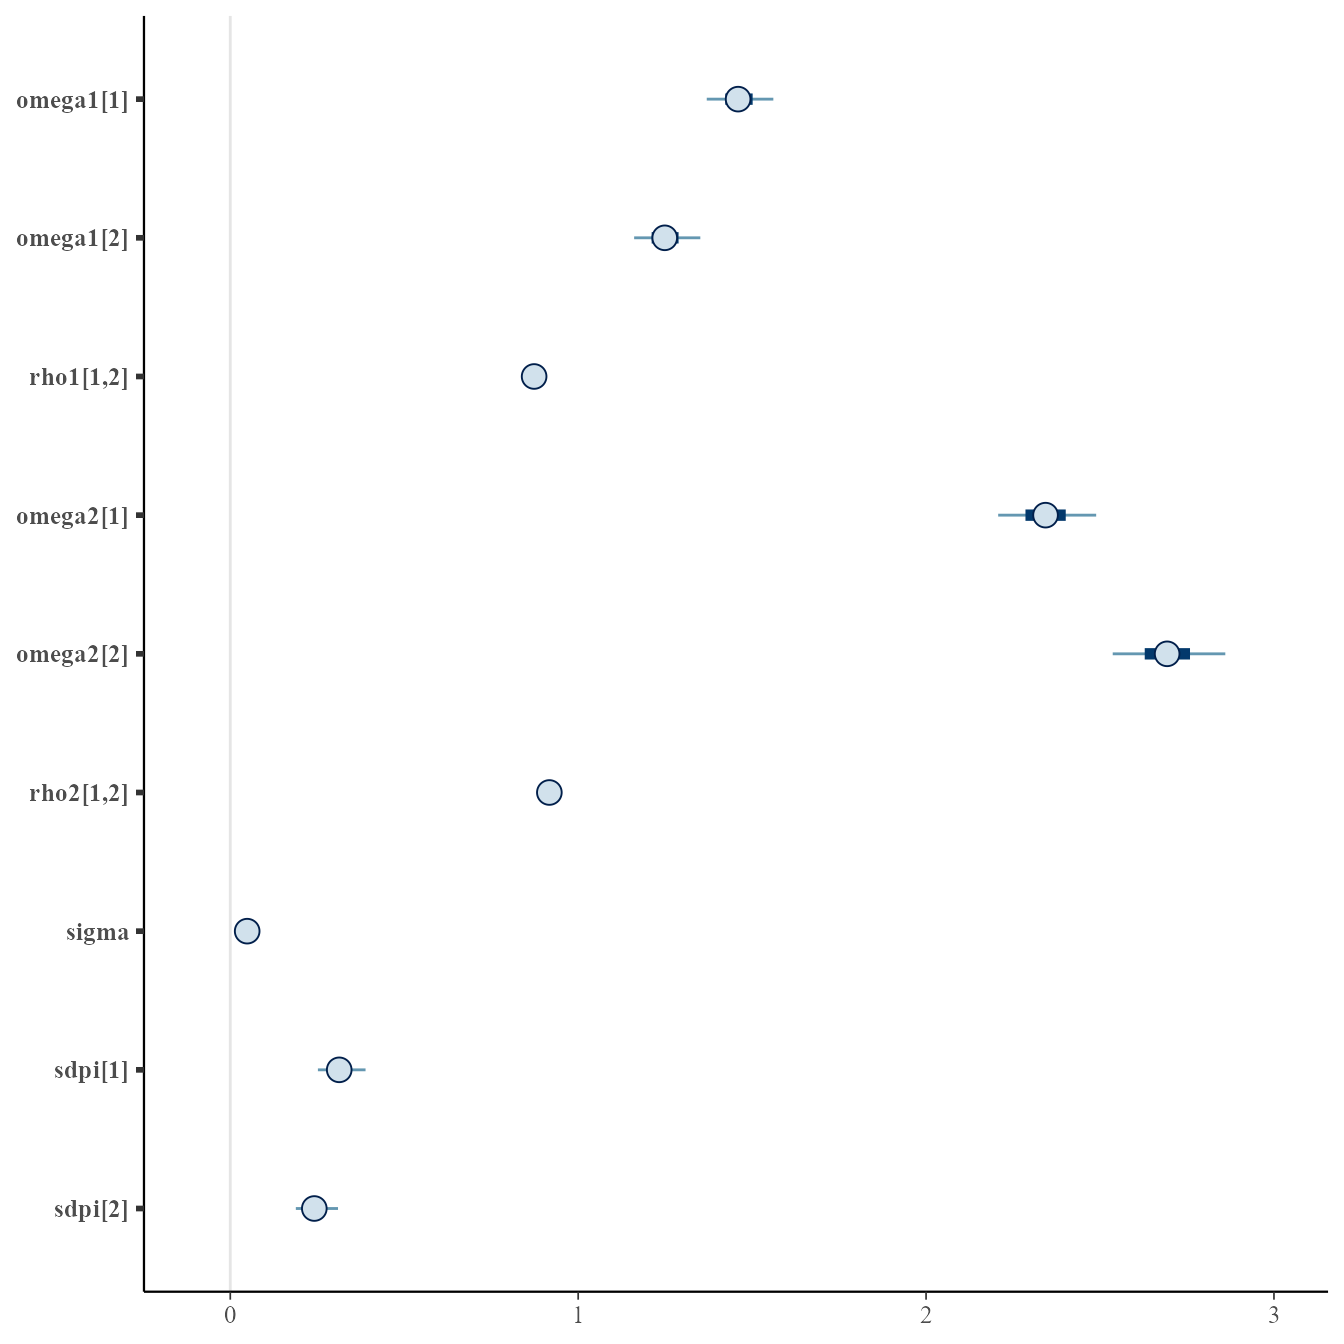 omega1[1]
omega1[2]
rho1[1,2]
omega2[1]
omega2[2]
rho2[1,2]
sigma
sdpi[1]
sdpi[2]
0 1 2 3